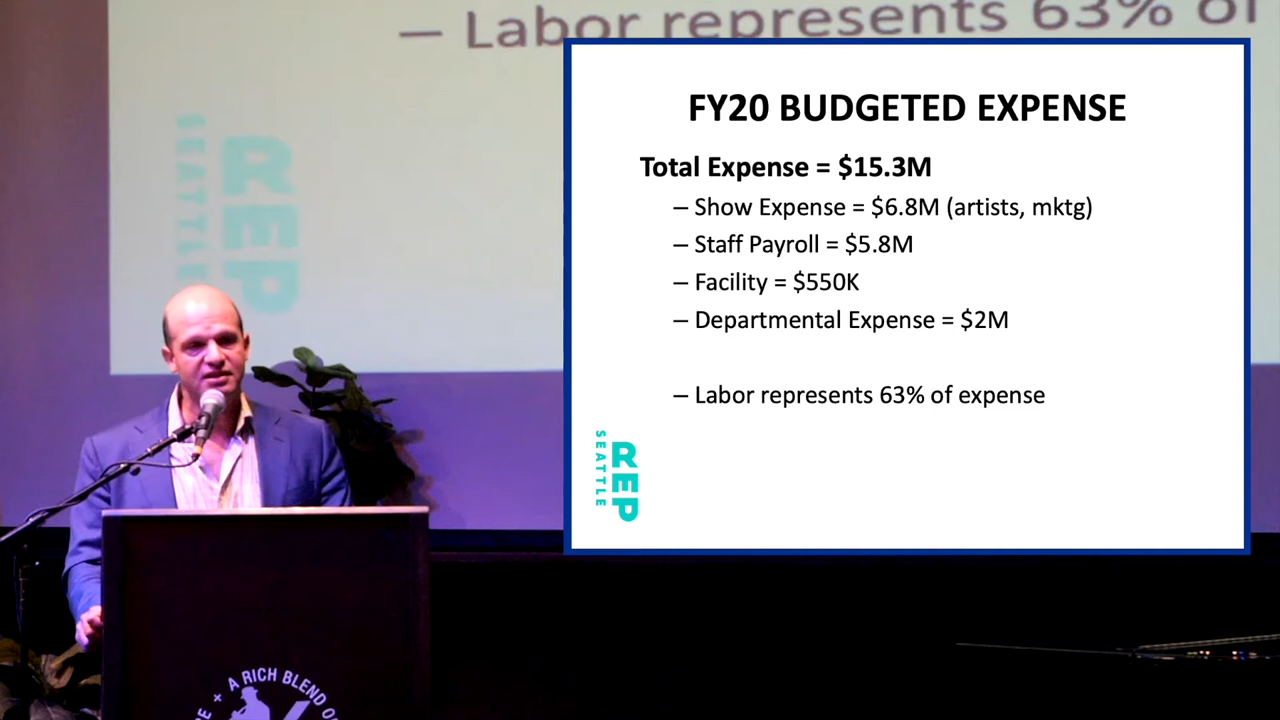 – Labor represents 63% of
SEATTLE
REP
FY20 BUDGETED EXPENSE
Total Expense = $15.3M
– Show Expense = $6.8M (artists, mktg)
– Staff Payroll = $5.8M
– Facility = $550K
– Departmental Expense = $2M
– Labor represents 63% of expense
SEATTLE
REP
+ A RICH BLEND